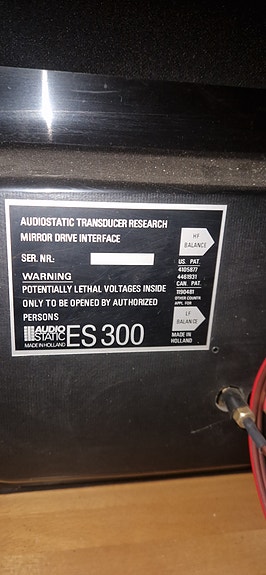 AUDIOSTATIC TRANSDUCER RESEARCH
MIRROR DRIVE INTERFACE
SER. NR.:
WARNING
POTENTIALLY LETHAL VOLTAGES INSIDE
ONLY TO BE OPENED BY AUTHORIZED
PERSONS
AUDIO
STATIC
MADE IN HOLLAND
ES 300
HF
BALANCE
US. PAT.
4105877
4461931
CAN. PAT.
1190481
OTHER COUNTR.
APPL. FOR
LF
BALANCE
MADE IN
HOLLAND